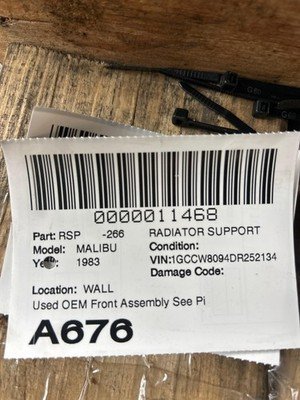 0000011468
Part: RSP -266 RADIATOR SUPPORT
Model: MALIBU Condition:
1983 VIN:1GCCW8094DR252134
Damage Code:
Location: WALL
Used OEM Front Assembly See Pi
A676